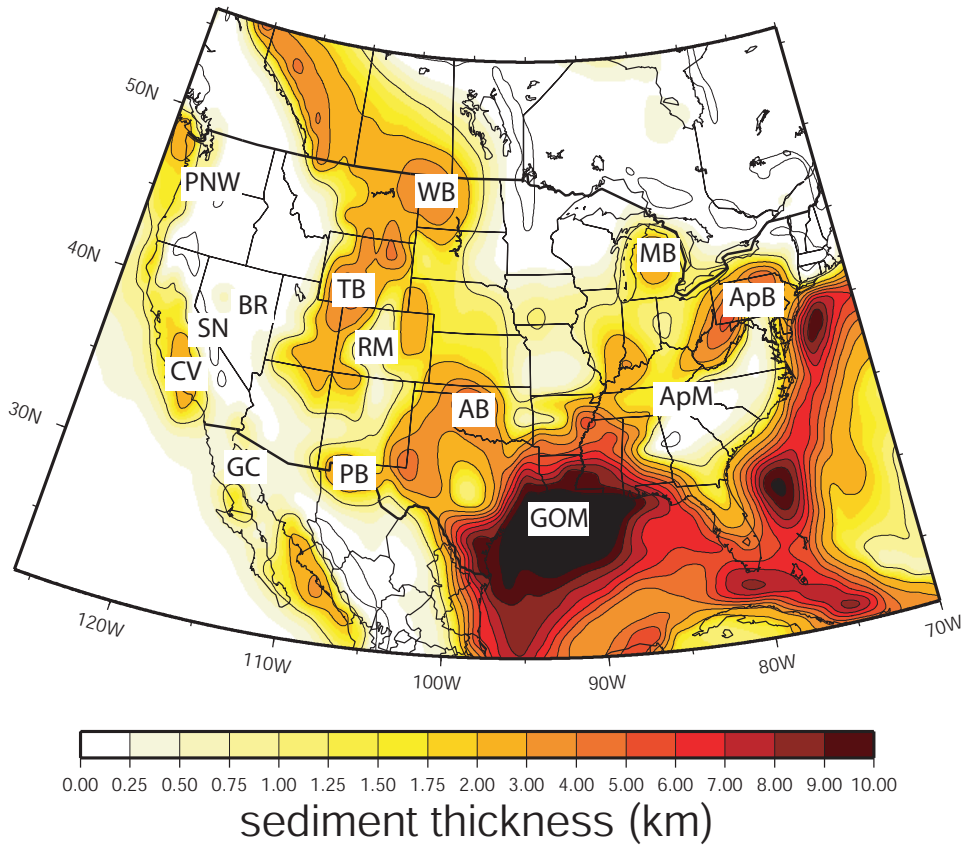 50N
PNW
WB
40N
MB
TB
ApB
BR
SN
RM
CV
ApM
AB
30N
GC
PB
GOM
120W
110W
100W
90W
80W
70W
0.00 0.25 0.50 0.75 1.00 1.25 1.50 1.75 2.00 3.00 4.00 5.00 6.00 7.00 8.00 9.00 10.00
sediment thickness (km)